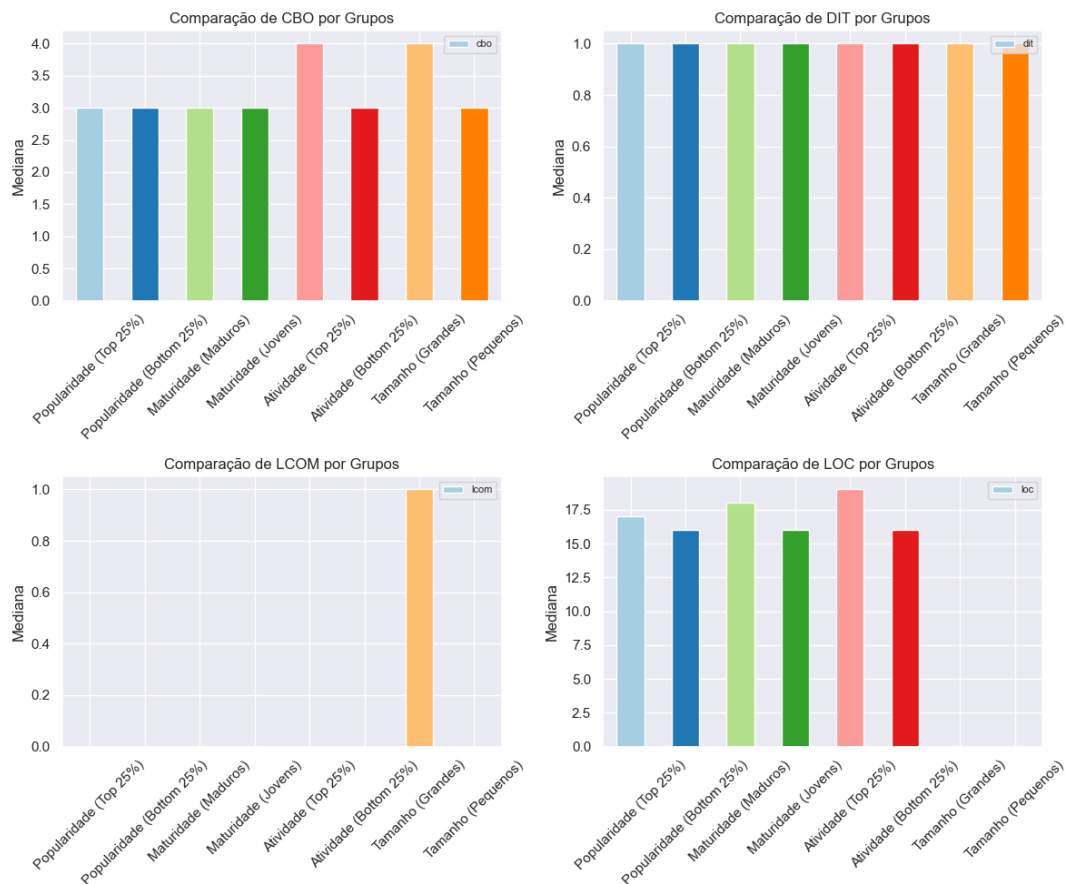 Comparação de CBO por Grupos
cbo
Mediana
4.0
3.5
3.0
2.5
2.0
1.5
1.0
0.5
0.0
Popularidade (Top 25%)
Popularidade (Bottom 25%)
Maturidade (Maduros)
Maturidade (Jovens)
Atividade (Top 25%)
Atividade (Bottom 25%)
Tamanho (Grandes)
Tamanho (Pequenos)
Comparação de DIT por Grupos
dit
Mediana
1.0
0.8
0.6
0.4
0.2
0.0
Popularidade (Top 25%)
Popularidade (Bottom 25%)
Maturidade (Maduros)
Maturidade (Jovens)
Atividade (Top 25%)
Atividade (Bottom 25%)
Tamanho (Grandes)
Tamanho (Pequenos)
Comparação de LCOM por Grupos
lcom
Mediana
1.0
0.8
0.6
0.4
0.2
0.0
Popularidade (Top 25%)
Popularidade (Bottom 25%)
Maturidade (Maduros)
Maturidade (Jovens)
Atividade (Top 25%)
Atividade (Bottom 25%)
Tamanho (Grandes)
Tamanho (Pequenos)
Comparação de LOC por Grupos
loc
Mediana
17.5
15.0
12.5
10.0
7.5
5.0
2.5
0.0
Popularidade (Top 25%)
Popularidade (Bottom 25%)
Maturidade (Maduros)
Maturidade (Jovens)
Atividade (Top 25%)
Atividade (Bottom 25%)
Tamanho (Grandes)
Tamanho (Pequenos)